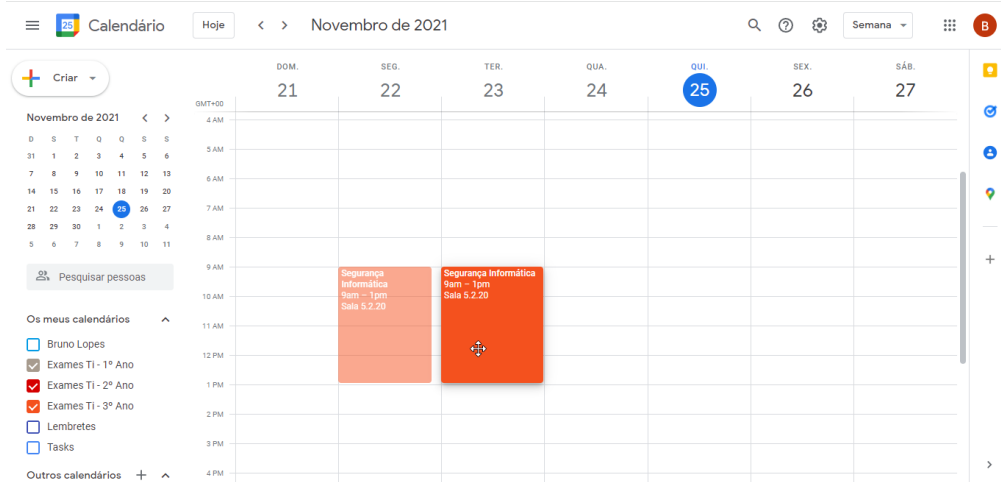 25 Calendário Hoje Novembro de 2021 Semana B
Criar
DOM. SEG. TER. QUA. QUI. SEX. SÁB.
21 22 23 24 25 26 27
GMT+00
Novembro de 2021
D S T Q Q S S
31 1 2 3 4 5 6
7 8 9 10 11 12 13
14 15 16 17 18 19 20
21 22 23 24 25 26 27
28 29 30 1 2 3 4
5 6 7 8 9 10 11
Pesquisar pessoas
Os meus calendários
Bruno Lopes
Exames Ti - 1º Ano
Exames Ti - 2º Ano
Exames Ti - 3º Ano
Lembretes
Tasks
Outros calendários
4 AM
5 AM
6 AM
7 AM
8 AM
9 AM
10 AM
11 AM
12 PM
1 PM
2 PM
3 PM
4 PM
Segurança
Informática
9am – 1pm
Sala 5.2.20
Segurança Informática
9am – 1pm
Sala 5.2.20